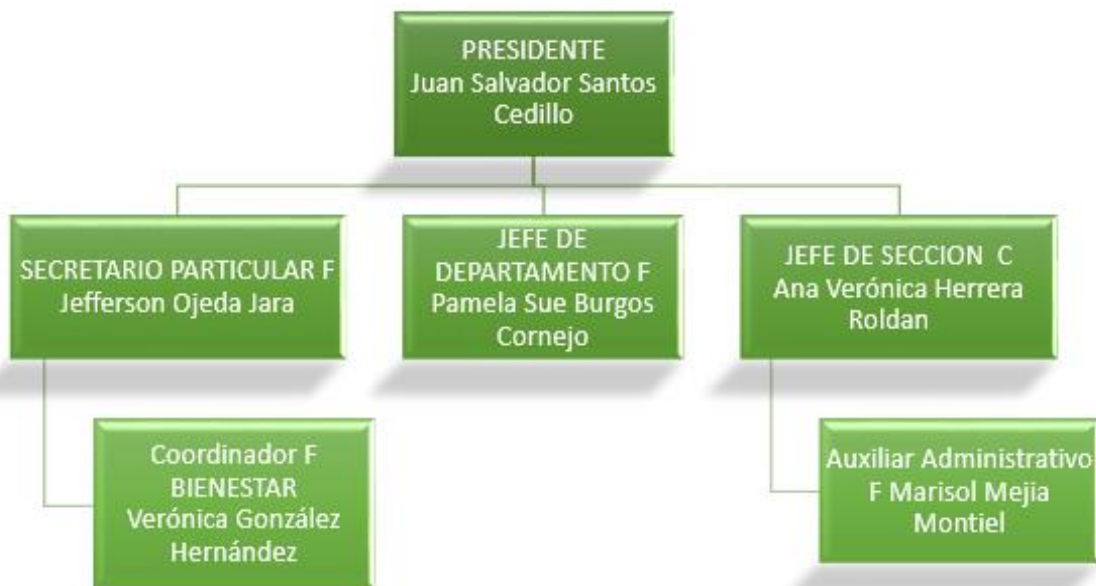 PRESIDENTE
Juan Salvador Santos
Cedillo
SECRETARIO PARTICULAR F
Jefferson Ojeda Jara
JEFE DE
DEPARTAMENTO F
Pamela Sue Burgos
Cornejo
JEFE DE SECCION C
Ana Verónica Herrera
Roldan
Coordinador F
BIENESTAR
Verónica González
Hernández
Auxiliar Administrativo
F Marisol Mejia
Montiel